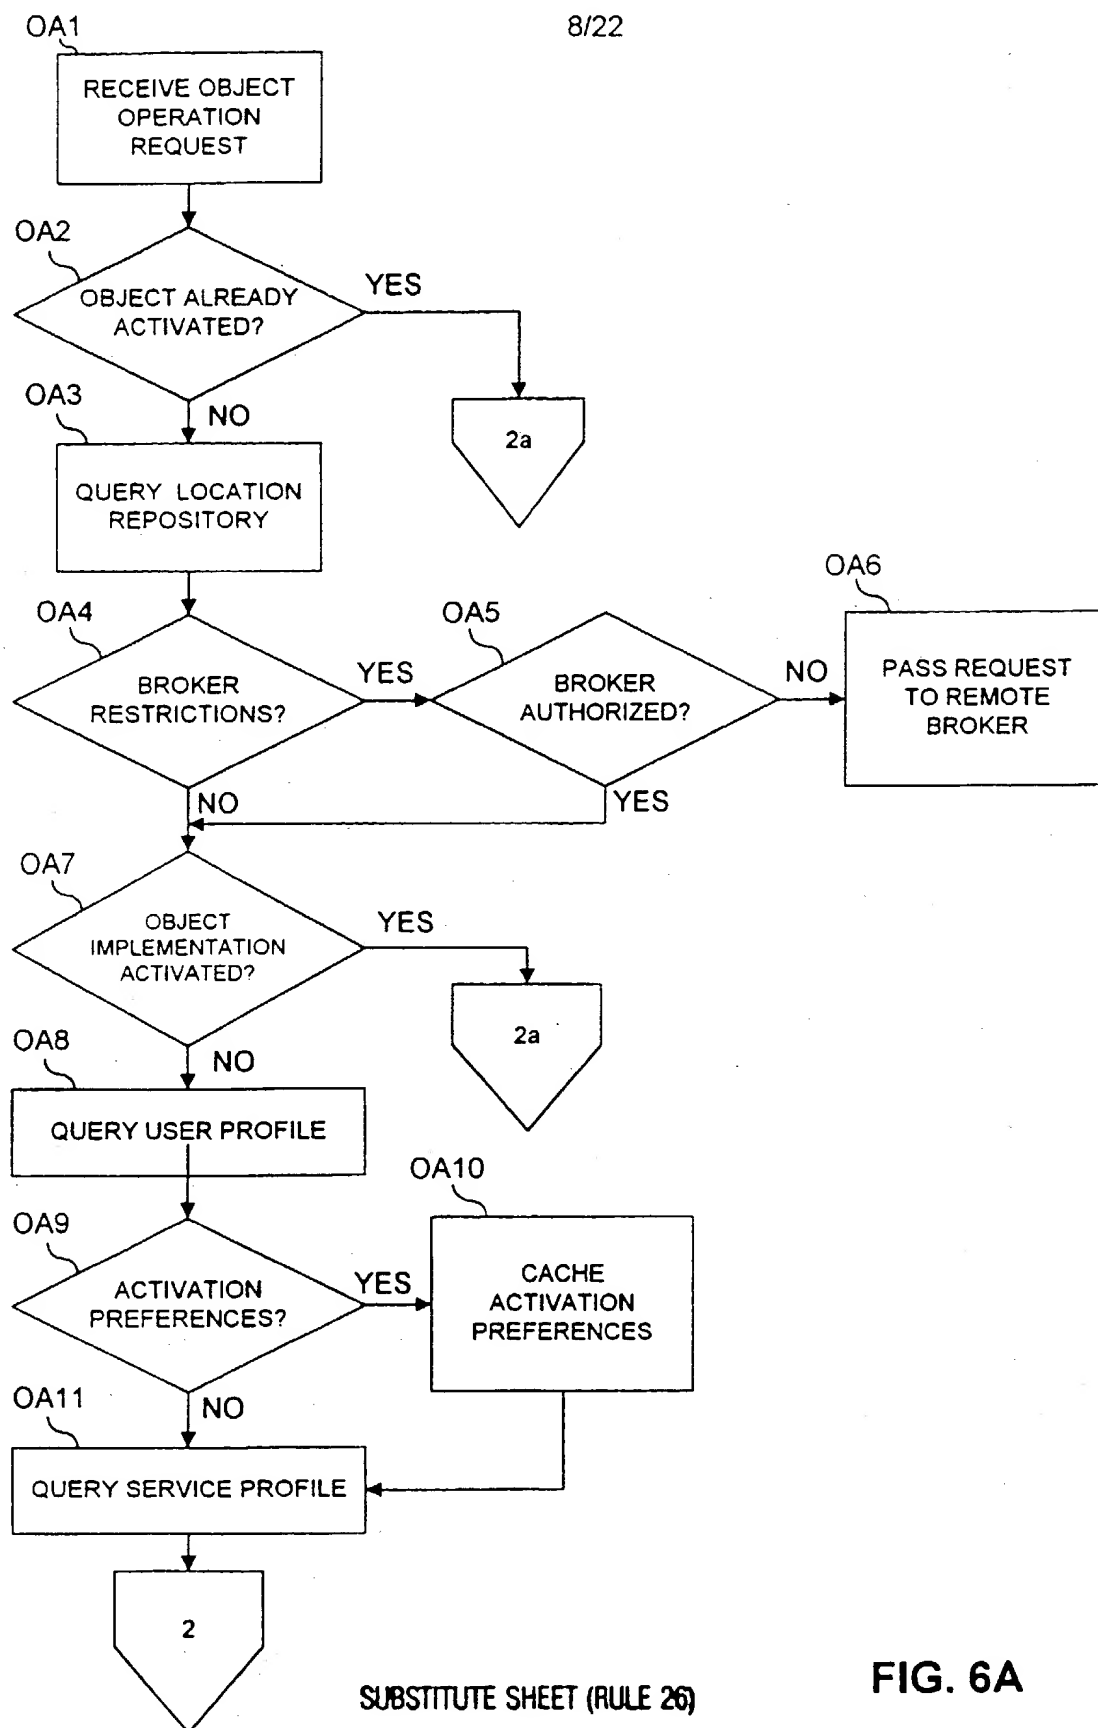 OA1
8/22
RECEIVE OBJECT
OPERATION
REQUEST
OA2
OBJECT ALREADY
ACTIVATED?
YES
NO
2a
OA3
QUERY LOCATION
REPOSITORY
OA4
BROKER
RESTRICTIONS?
YES
NO
OA5
BROKER
AUTHORIZED?
NO
YES
OA6
PASS REQUEST
TO REMOTE
BROKER
OA7
OBJECT
IMPLEMENTATION
ACTIVATED?
YES
NO
2a
OA8
QUERY USER PROFILE
OA9
ACTIVATION
PREFERENCES?
YES
NO
OA10
CACHE
ACTIVATION
PREFERENCES
OA11
QUERY SERVICE PROFILE
2
SUBSTITUTE SHEET (RULE 26)
FIG. 6A